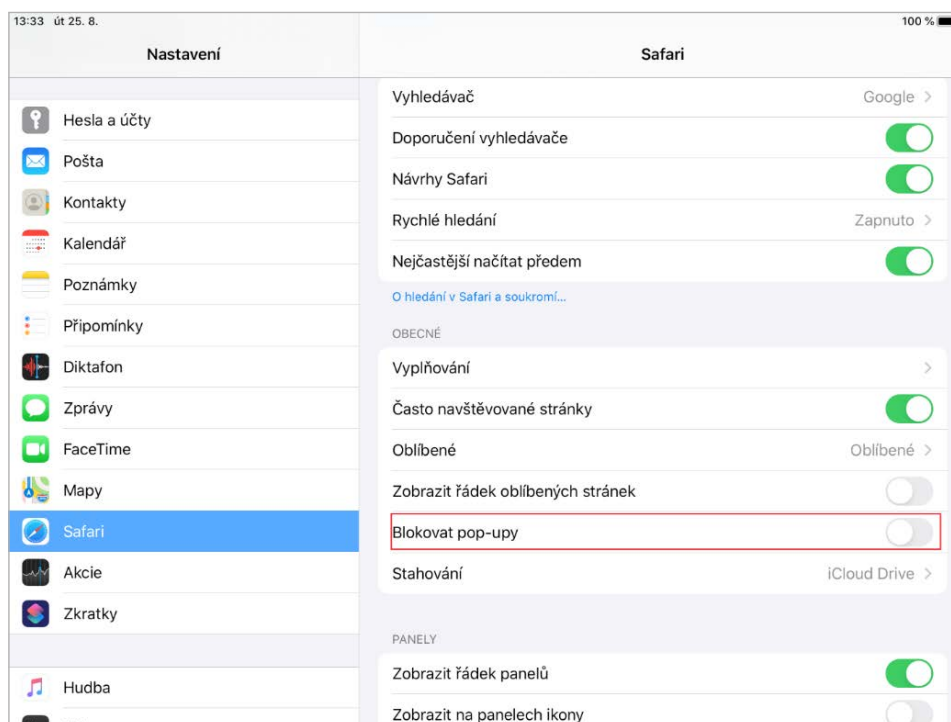 13:33 út 25. 8.
100 %
Nastavení
Hesla a účty
Pošta
Kontakty
Kalendář
Poznámky
Připomínky
Diktafon
Zprávy
FaceTime
Mapy
Safari
Akcie
Zkratky
Hudba
Safari
Vyhledávač Google
Doporučení vyhledávače
Návrhy Safari
Rychlé hledání Zapnuto
Nejčastější načítat předem
O hledání v Safari a soukromí...
OBECNÉ
Vyplňování
Často navštěvované stránky
Oblíbené Oblíbené
Zobrazit řádek oblíbených stránek
Blokovat pop-upy
Stahování iCloud Drive
PANELY
Zobrazit řádek panelů
Zobrazit na panelech ikony